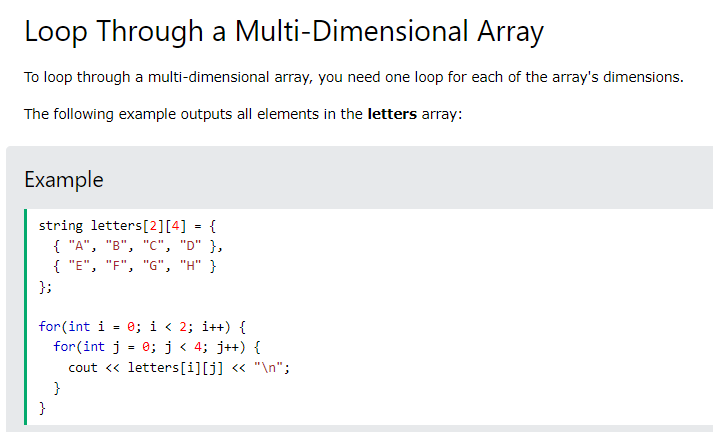 Loop Through a Multi-Dimensional Array
To loop through a multi-dimensional array, you need one loop for each of the array's dimensions.
The following example outputs all elements in the letters array:
Example
string letters[2][4] = {
  { "A", "B", "C", "D" },
  { "E", "F", "G", "H" }
};

for(int i = 0; i < 2; i++) {
  for(int j = 0; j < 4; j++) {
    cout << letters[i][j] << "\n";
  }
}